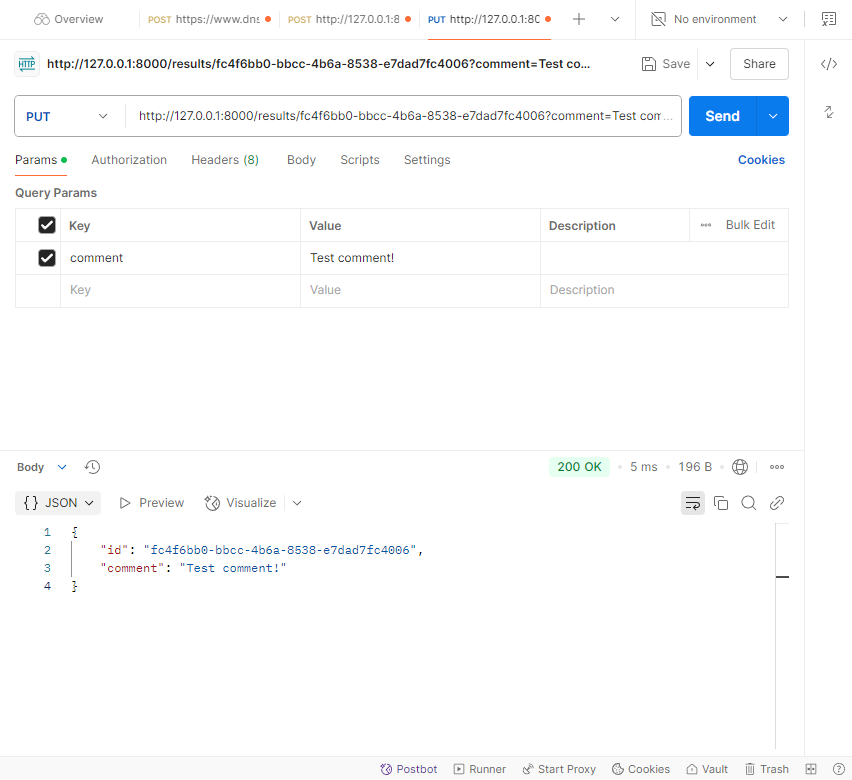 Overview
POST https://www.dns
POST http://127.0.0.1:8
PUT http://127.0.0.1:80
No environment
HTTP http://127.0.0.1:8000/results/fc4f6bb0-bbcc-4b6a-8538-e7dad7fc4006?comment=Test co...
Save
Share
PUT
http://127.0.0.1:8000/results/fc4f6bb0-bbcc-4b6a-8538-e7dad7fc4006?comment=Test com...
Send
Params Authorization Headers (8) Body Scripts Settings Cookies
Query Params
Key Value Description Bulk Edit
comment Test comment!
Key Value Description
Body 200 OK 5 ms 196 B
{} JSON Preview Visualize
1 {
2 "id": "fc4f6bb0-bbcc-4b6a-8538-e7dad7fc4006",
3 "comment": "Test comment!"
4 }
Postbot Runner Start Proxy Cookies Vault Trash